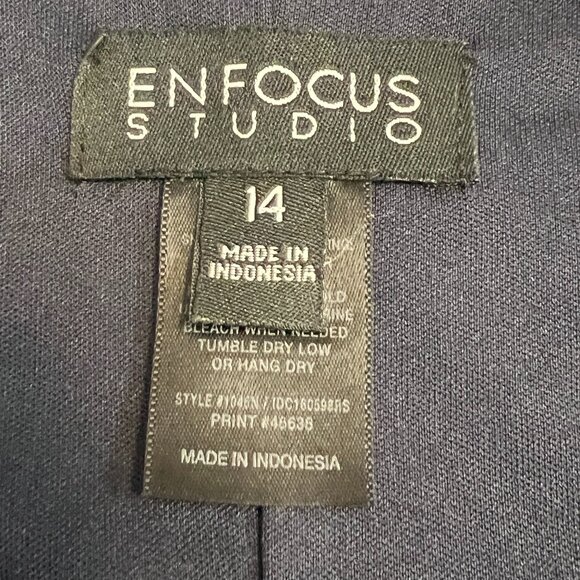 ENFOCUS
STUDIO
14
MADE IN
INDONESIA
BLEACH WHEN NEEDED
TUMBLE DRY LOW
OR HANG DRY
PRINT #48636
MADE IN INDONESIA